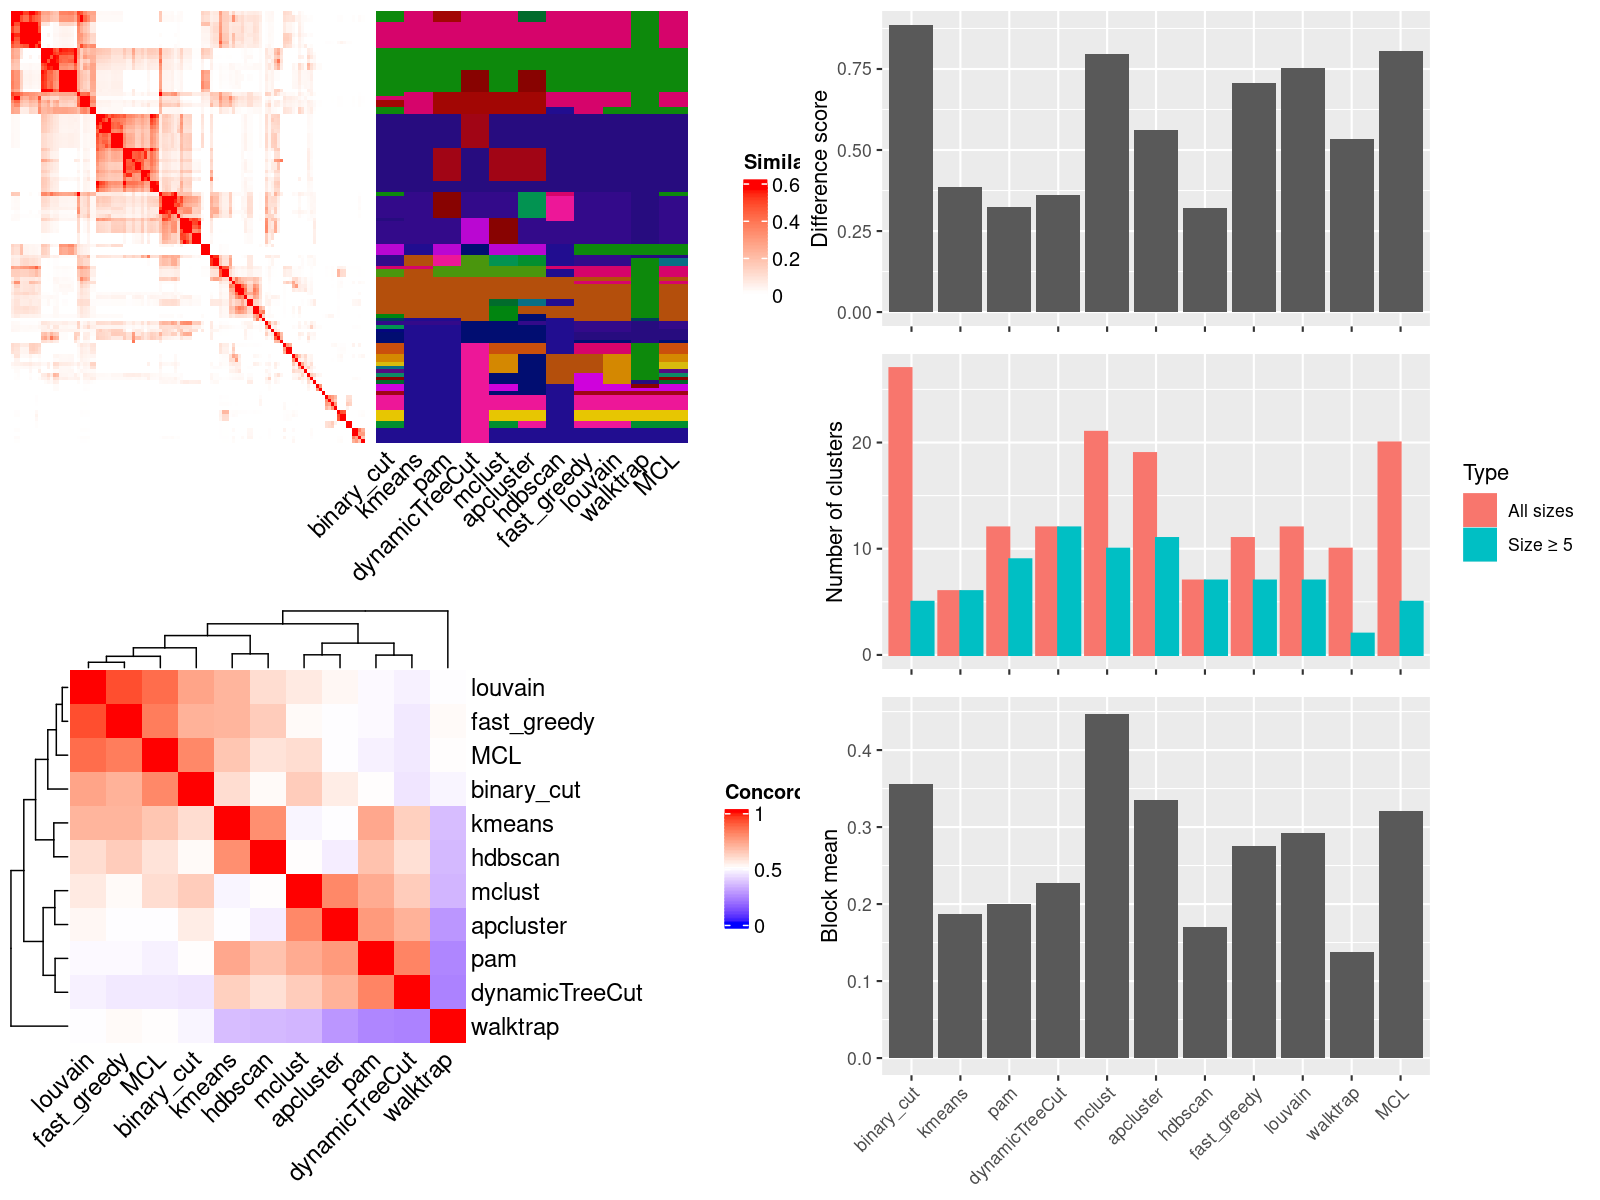 Simila
0.6
0.4
0.2
0
binary_cut
kmeans
pam
dynamicTreeCut
mclust
apcluster
hdbscan
fast_greedy
louvain
walktrap
MCL
louvain
fast_greedy
MCL
binary_cut
kmeans
hdbscan
mclust
apcluster
pam
dynamicTreeCut
walktrap
louvain
fast_greedy
MCL
binary_cut
kmeans
hdbscan
mclust
apcluster
pam
dynamicTreeCut
walktrap
Concord
1
0.5
0
Difference score
0.75
0.50
0.25
0.00
Number of clusters
20
10
0
Type
All sizes
Size ≥ 5
Block mean
0.4
0.3
0.2
0.1
0.0
binary_cut
kmeans
pam
dynamicTreeCut
mclust
apcluster
hdbscan
fast_greedy
louvain
walktrap
MCL